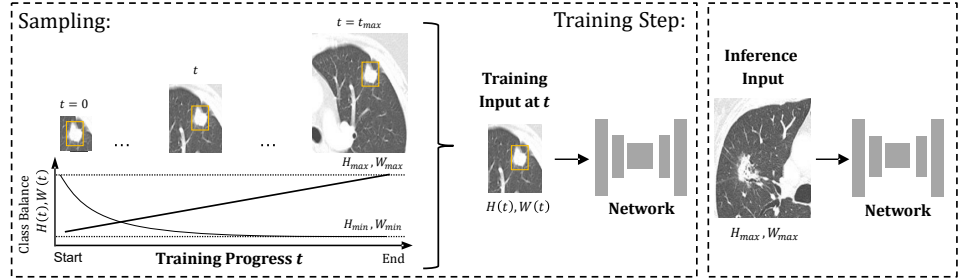 Sampling:
t = 0
...
t
...
t = t_max
H_max, W_max
H_min, W_min
Class Balance
H(t), W(t)
Start
Training Progress t
End
Training Step:
Training
Input at t
H(t), W(t)
Network
Inference
Input
H_max, W_max
Network